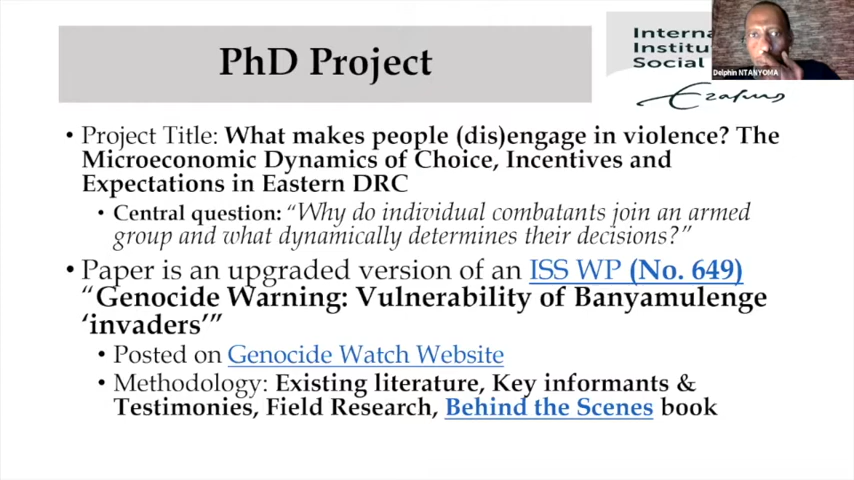 PhD Project
Interna
Institu
Social
Erasmus
Delphin NTANYOMA
• Project Title: What makes people (dis)engage in violence? The
Microeconomic Dynamics of Choice, Incentives and
Expectations in Eastern DRC
• Central question: “Why do individual combatants join an armed
group and what dynamically determines their decisions?”
• Paper is an upgraded version of an ISS WP (No. 649)
“Genocide Warning: Vulnerability of Banyamulenge
‘invaders’”
• Posted on Genocide Watch Website
• Methodology: Existing literature, Key informants &
Testimonies, Field Research, Behind the Scenes book